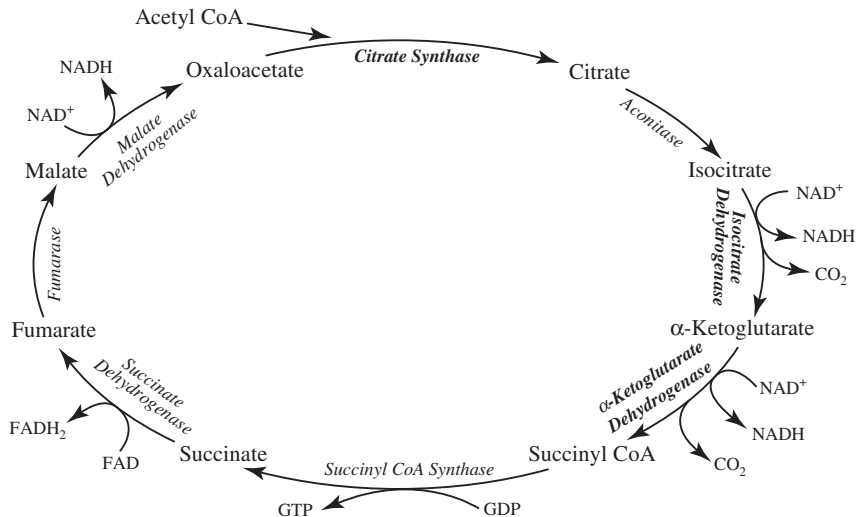 Acetyl CoA
Oxaloacetate
Citrate Synthase
Citrate
Aconitase
Isocitrate
Isocitrate
Dehydrogenase
NAD⁺
NADH
CO₂
α-Ketoglutarate
α-Ketoglutarate
Dehydrogenase
NAD⁺
NADH
CO₂
Succinyl CoA
Succinyl CoA Synthase
GDP
GTP
Succinate
Succinate
Dehydrogenase
FAD
FADH₂
Fumarate
Fumarase
Malate
Malate
Dehydrogenase
NAD⁺
NADH